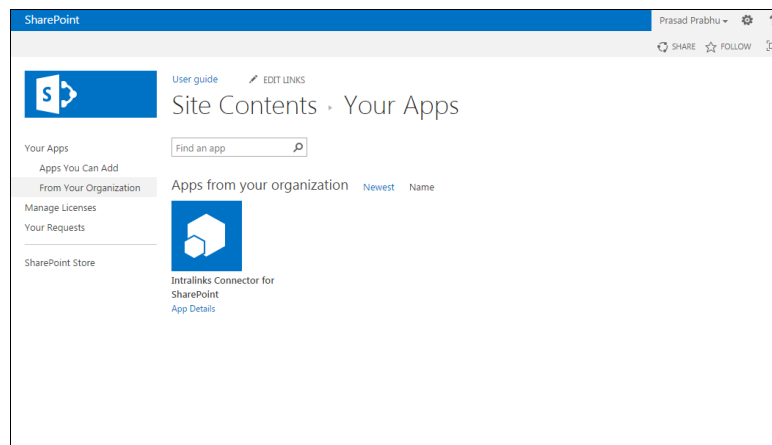 SharePoint
Prasad Prabhu
SHARE
FOLLOW
S
User guide
EDIT LINKS
Site Contents
Your Apps
Your Apps
Apps You Can Add
From Your Organization
Manage Licenses
Your Requests
SharePoint Store
Find an app
Apps from your organization
Newest
Name
Intralinks Connector for
SharePoint
App Details